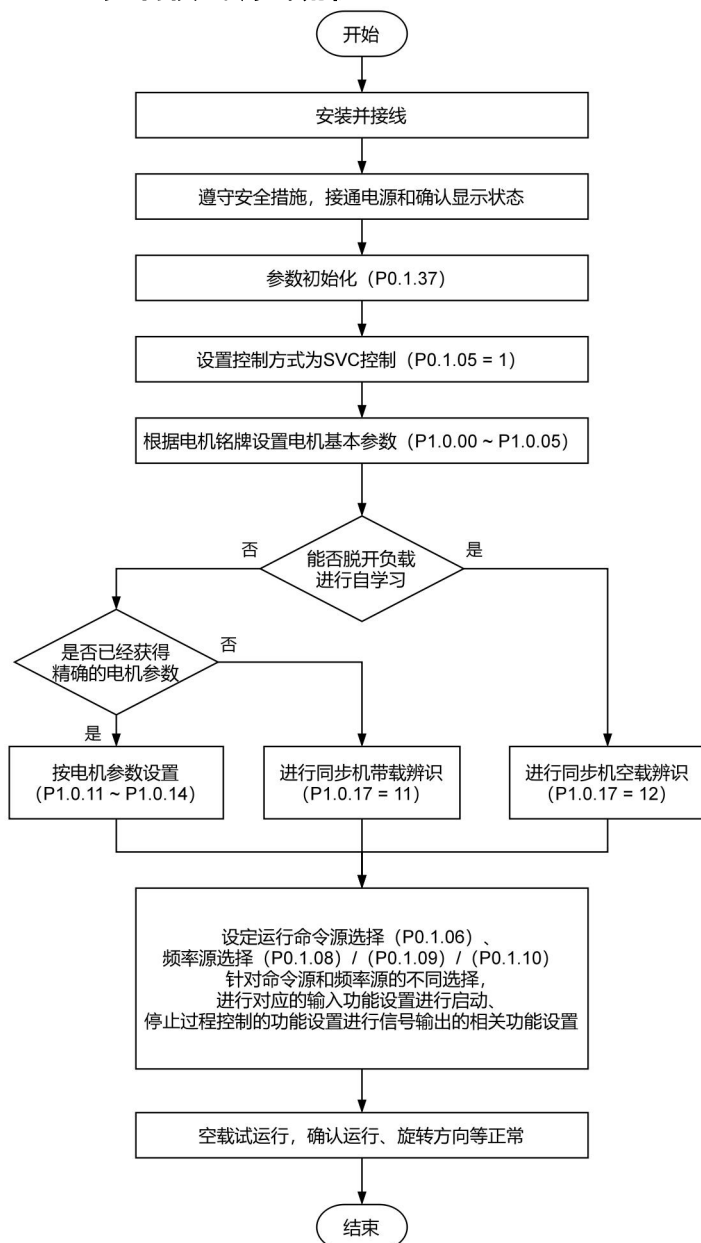 开始
安装并接线
遵守安全措施，接通电源和确认显示状态
参数初始化（P0.1.37）
设置控制方式为SVC控制（P0.1.05 = 1）
根据电机铭牌设置电机基本参数（P1.0.00 ~ P1.0.05）
能否脱开负载
进行自学习
否
是
是否已经获得
精确的电机参数
否
是
按电机参数设置
（P1.0.11 ~ P1.0.14）
进行同步机带载辨识
（P1.0.17 = 11）
进行同步机空载辨识
（P1.0.17 = 12）
设定运行命令源选择（P0.1.06）、
频率源选择（P0.1.08）/（P0.1.09）/（P0.1.10）
针对命令源和频率源的不同选择，
进行对应的输入功能设置进行启动、
停止过程控制的功能设置进行信号输出的相关功能设置
空载试运行，确认运行、旋转方向等正常
结束